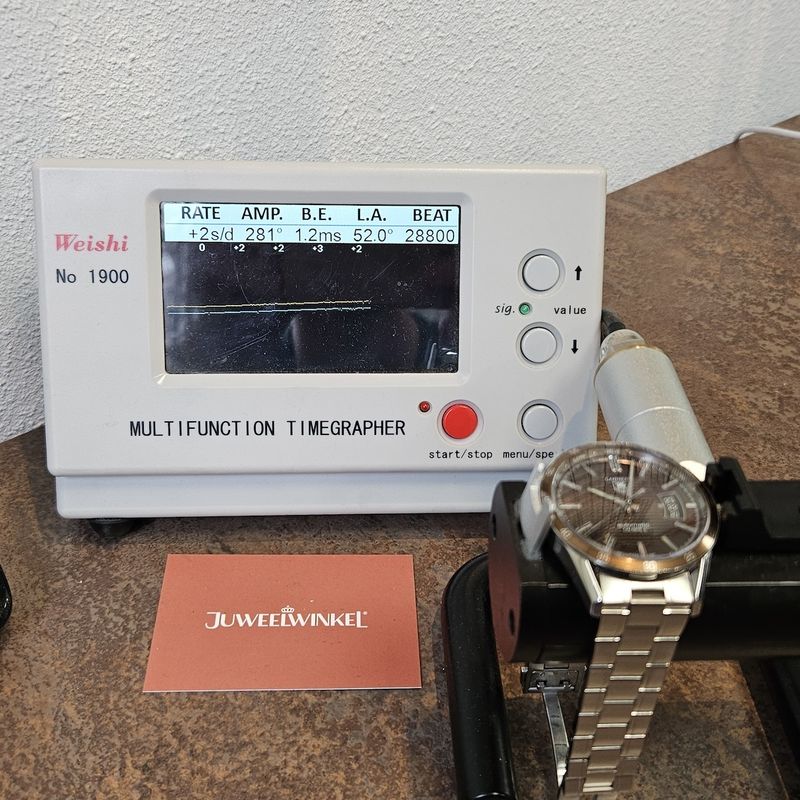 RATE AMP. B.E. L.A. BEAT
+2s/d 281° 1.2ms 52.0° 28800
0 +2 +2 +3 +2
Weishi
No 1900
sig. value
MULTIFUNCTION TIMEGRAPHER
start/stop menu/spe
JUWEELWINKEL®